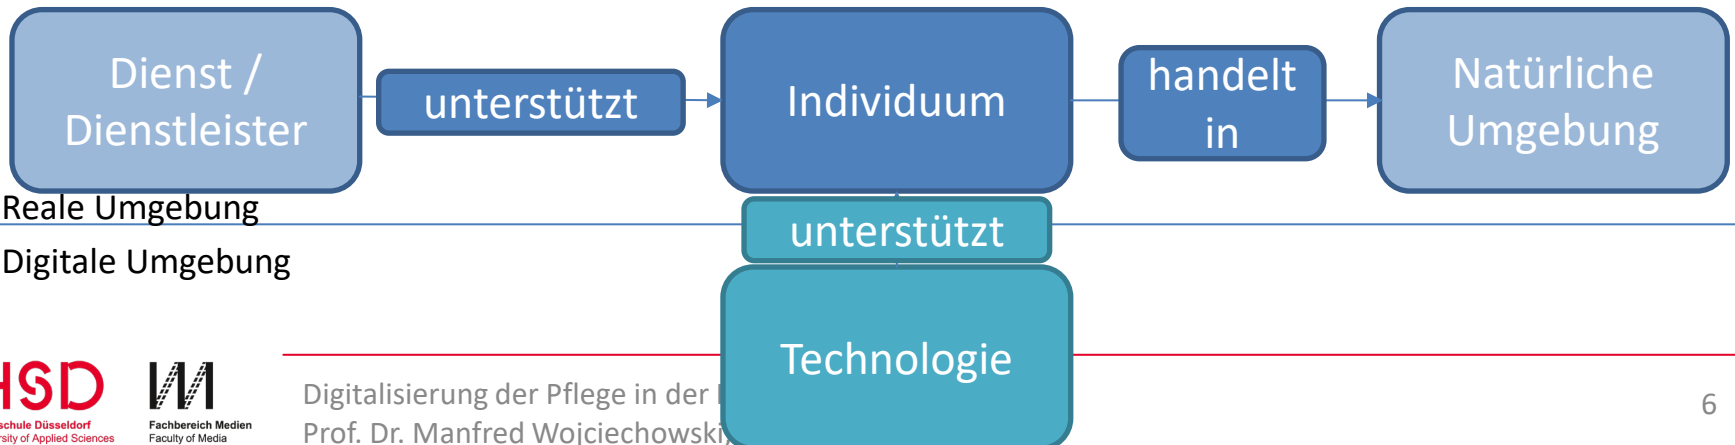 Dienst /
Dienstleister
unterstützt
Individuum
handelt
in
Natürliche
Umgebung
Reale Umgebung
unterstützt
Digitale Umgebung
Technologie
HSD
Fachbereich Medien
Faculty of Media
schule Düsseldorf
rsity of Applied Sciences
Digitalisierung der Pflege in der
Prof. Dr. Manfred Wojciechowski
6